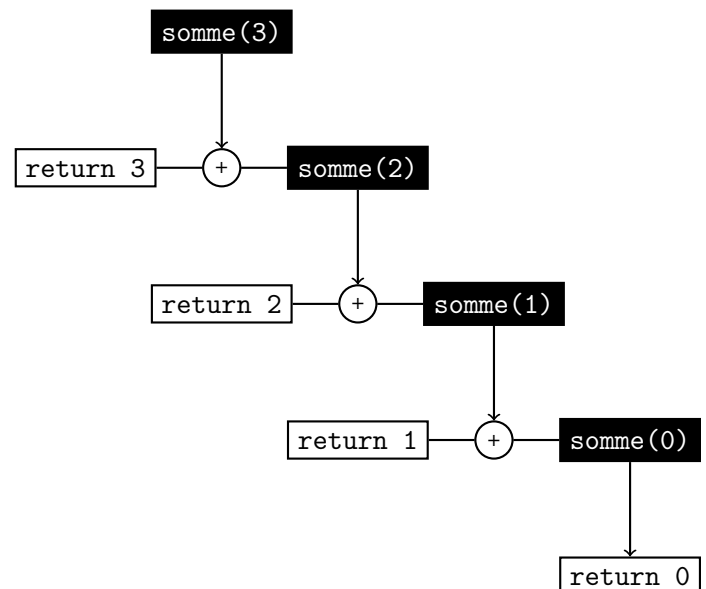 somme(3)
return 3 + somme(2)
return 2 + somme(1)
return 1 + somme(0)
return 0